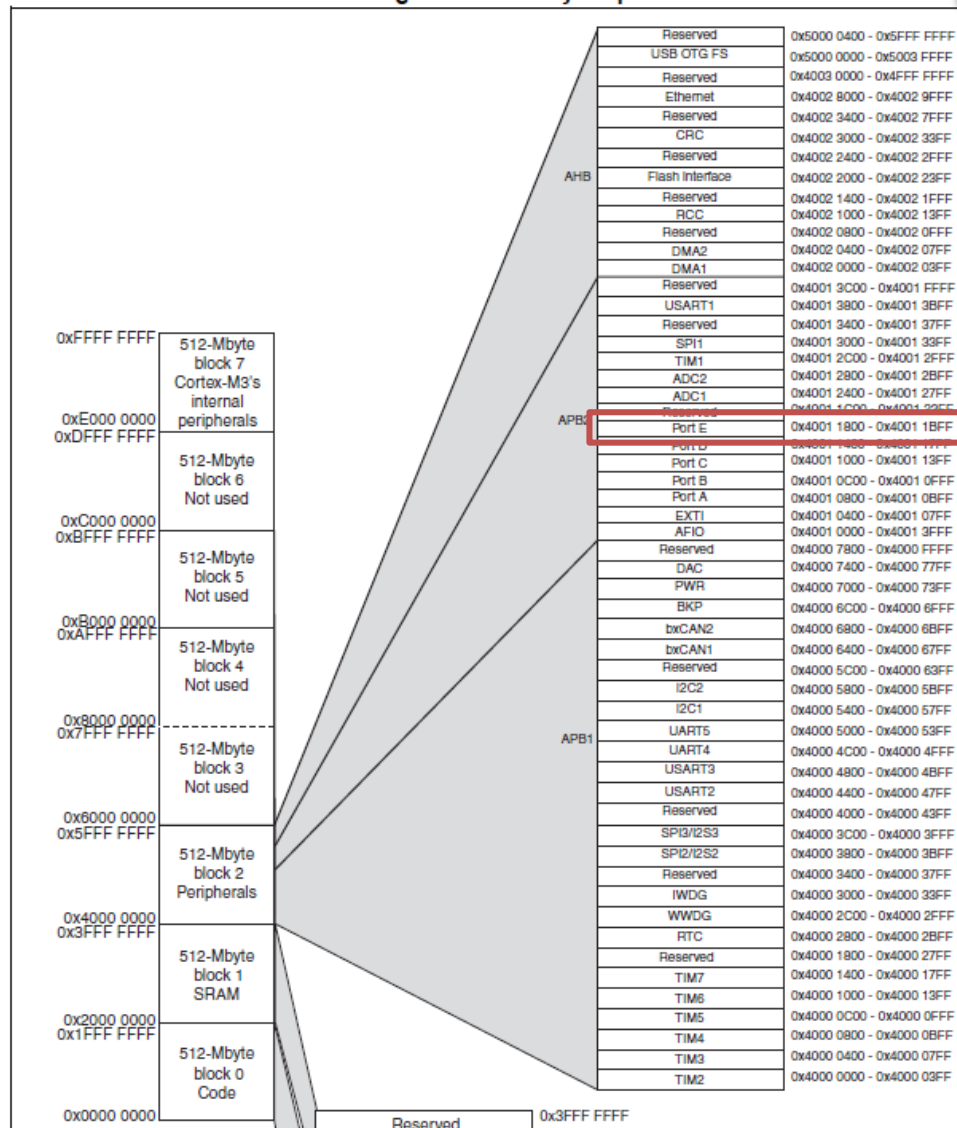 Reserved 0x5000 0400 - 0x5FFF FFFF
USB OTG FS 0x5000 0000 - 0x5003 FFFF
Reserved 0x4003 0000 - 0x4FFF FFFF
Ethernet 0x4002 8000 - 0x4002 9FFF
Reserved 0x4002 3400 - 0x4002 7FFF
CRC 0x4002 3000 - 0x4002 33FF
Reserved 0x4002 2400 - 0x4002 2FFF
AHB Flash Interface 0x4002 2000 - 0x4002 23FF
Reserved 0x4002 1400 - 0x4002 1FFF
RCC 0x4002 1000 - 0x4002 13FF
Reserved 0x4002 0800 - 0x4002 0FFF
DMA2 0x4002 0400 - 0x4002 07FF
DMA1 0x4002 0000 - 0x4002 03FF
Reserved 0x4001 3C00 - 0x4001 FFFF
USART1 0x4001 3800 - 0x4001 3BFF
Reserved 0x4001 3400 - 0x4001 37FF
SPI1 0x4001 3000 - 0x4001 33FF
TIM1 0x4001 2C00 - 0x4001 2FFF
ADC2 0x4001 2800 - 0x4001 2BFF
ADC1 0x4001 2400 - 0x4001 27FF
Reserved
APB2 Port E 0x4001 1800 - 0x4001 1BFF
Port D
Port C 0x4001 1000 - 0x4001 13FF
Port B 0x4001 0C00 - 0x4001 0FFF
Port A 0x4001 0800 - 0x4001 0BFF
EXTI 0x4001 0400 - 0x4001 07FF
AFIO 0x4001 0000 - 0x4001 3FFF
Reserved 0x4000 7800 - 0x4000 FFFF
DAC 0x4000 7400 - 0x4000 77FF
PWR 0x4000 7000 - 0x4000 73FF
BKP 0x4000 6C00 - 0x4000 6FFF
bxCAN2 0x4000 6800 - 0x4000 6BFF
bxCAN1 0x4000 6400 - 0x4000 67FF
Reserved 0x4000 5C00 - 0x4000 63FF
I2C2 0x4000 5800 - 0x4000 5BFF
I2C1 0x4000 5400 - 0x4000 57FF
APB1 UART5 0x4000 5000 - 0x4000 53FF
UART4 0x4000 4C00 - 0x4000 4FFF
USART3 0x4000 4800 - 0x4000 4BFF
USART2 0x4000 4400 - 0x4000 47FF
Reserved 0x4000 4000 - 0x4000 43FF
SPI3/I2S3 0x4000 3C00 - 0x4000 3FFF
SPI2/I2S2 0x4000 3800 - 0x4000 3BFF
Reserved 0x4000 3400 - 0x4000 37FF
IWDG 0x4000 3000 - 0x4000 33FF
WWDG 0x4000 2C00 - 0x4000 2FFF
RTC 0x4000 2800 - 0x4000 2BFF
Reserved 0x4000 1800 - 0x4000 27FF
TIM7 0x4000 1400 - 0x4000 17FF
TIM6 0x4000 1000 - 0x4000 13FF
TIM5 0x4000 0C00 - 0x4000 0FFF
TIM4 0x4000 0800 - 0x4000 0BFF
TIM3 0x4000 0400 - 0x4000 07FF
TIM2 0x4000 0000 - 0x4000 03FF
0xFFFF FFFF
512-Mbyte
block 7
Cortex-M3's
internal
peripherals
0xE000 0000
0xDFFF FFFF
512-Mbyte
block 6
Not used
0xC000 0000
0xBFFF FFFF
512-Mbyte
block 5
Not used
0xB000 0000
0xAFFF FFFF
512-Mbyte
block 4
Not used
0x8000 0000
0x7FFF FFFF
512-Mbyte
block 3
Not used
0x6000 0000
0x5FFF FFFF
512-Mbyte
block 2
Peripherals
0x4000 0000
0x3FFF FFFF
512-Mbyte
block 1
SRAM
0x2000 0000
0x1FFF FFFF
512-Mbyte
block 0
Code
0x0000 0000
Reserved 0x3FFF FFFF